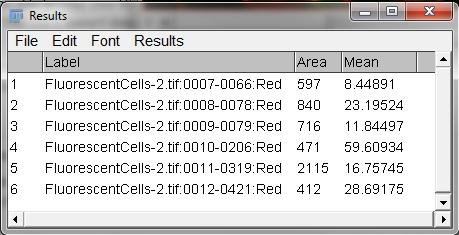 Results
File Edit Font Results
Label Area Mean
1 FluorescentCells-2.tif:0007-0066:Red 597 8.44891
2 FluorescentCells-2.tif:0008-0078:Red 840 23.19524
3 FluorescentCells-2.tif:0009-0079:Red 716 11.84497
4 FluorescentCells-2.tif:0010-0206:Red 471 59.60934
5 FluorescentCells-2.tif:0011-0319:Red 2115 16.75745
6 FluorescentCells-2.tif:0012-0421:Red 412 28.69175